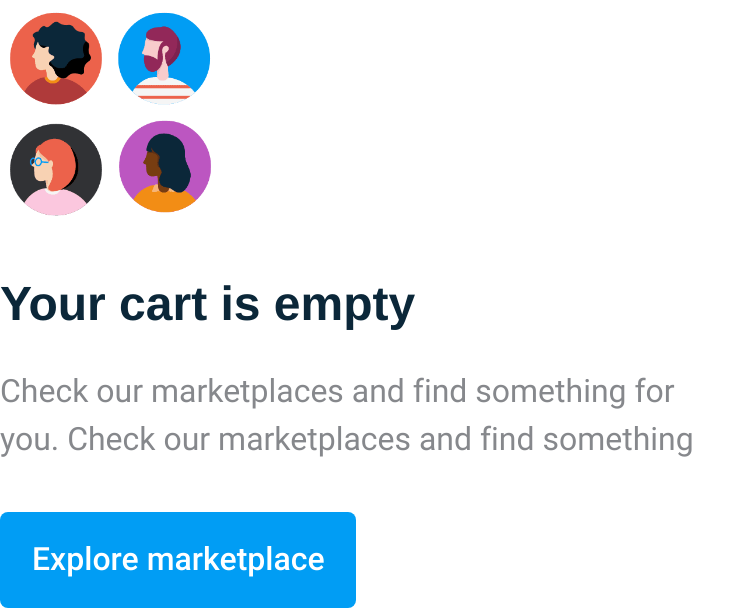 Your cart is empty
Check our marketplaces and find something for
you. Check our marketplaces and find something
Explore marketplace